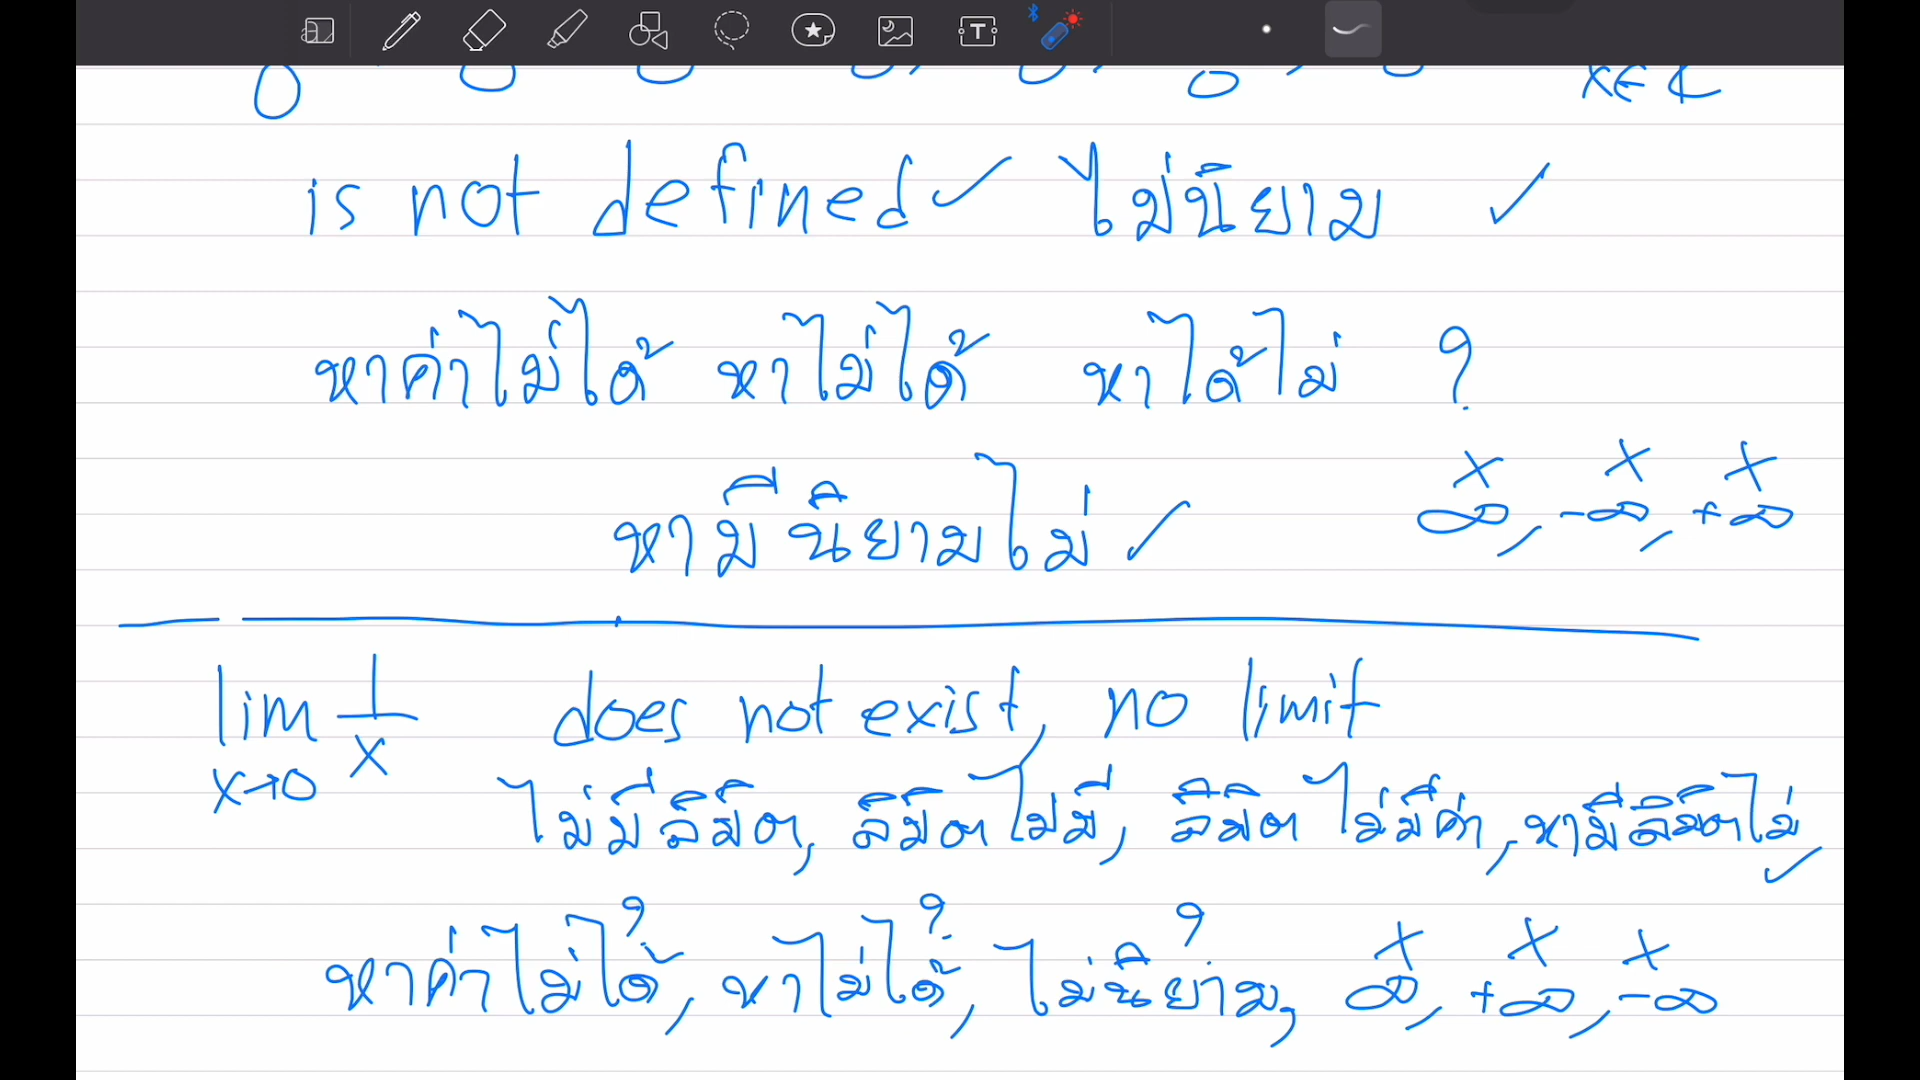 x∈ℂ
is not defined ✓ ไม่นิยาม ✓
หาค่าไม่ได้ หาไม่ได้ หาได้ไม่ ?
หามีนิยามไม่ ✓ ∞, -∞, +∞
lim x→0 1/x does not exist, no limit
ไม่มีลิมิต, ลิมิตไม่มี, ลิมิตไม่มีค่า, หามีลิมิตไม่ ✓
หาค่าไม่ได้?, หาไม่ได้?, ไม่นิยาม?, ∞, +∞, -∞